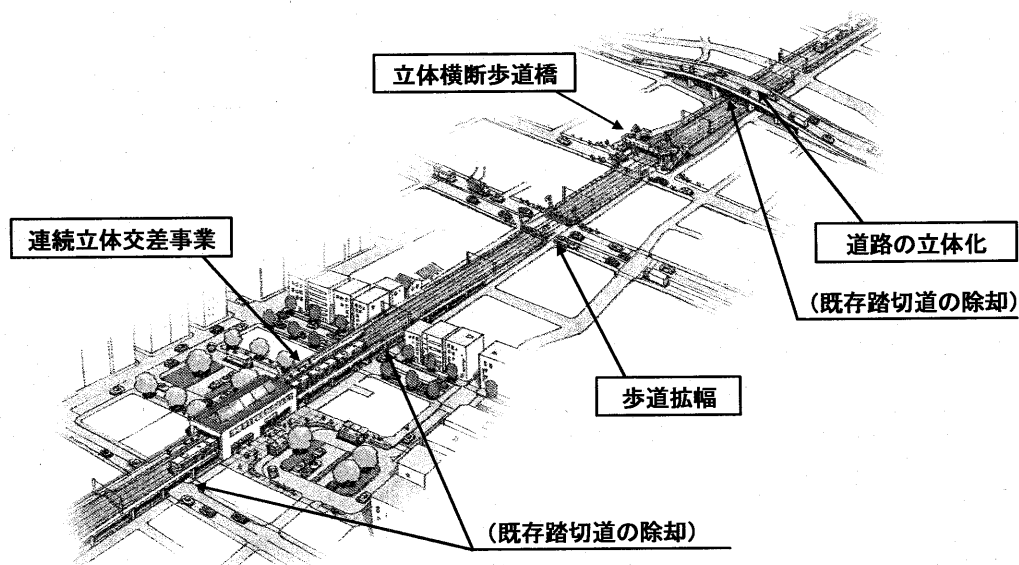 立体横断歩道橋
連続立体交差事業
道路の立体化
（既存踏切道の除却）
歩道拡幅
（既存踏切道の除却）